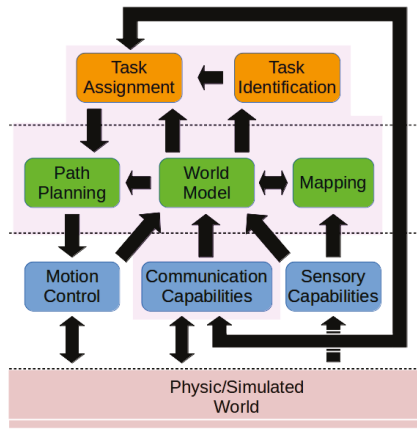 Task
Assignment
Task
Identification
Path
Planning
World
Model
Mapping
Motion
Control
Communication
Capabilities
Sensory
Capabilities
Physic/Simulated
World